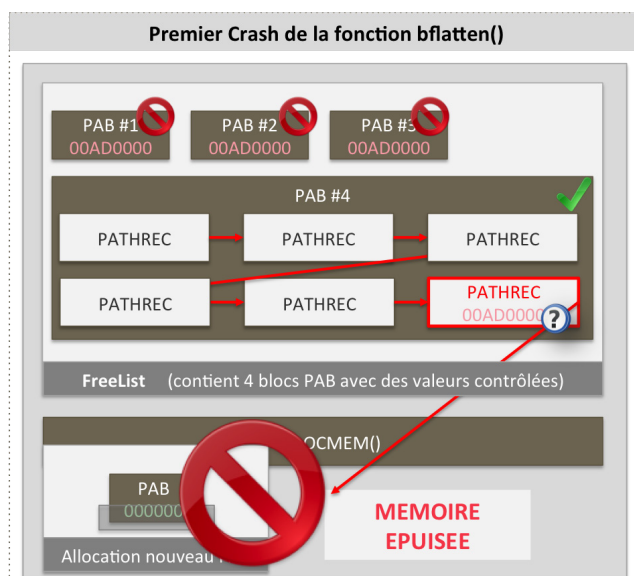 Premier Crash de la fonction bflatten()
PAB #1 PAB #2 PAB #3
00AD0000 00AD0000 00AD0000
PAB #4
PATHREC PATHREC PATHREC
PATHREC PATHREC PATHREC
00AD0000
?
FreeList (contient 4 blocs PAB avec des valeurs contrôlées)
OCMEM()
PAB
000000
MEMOIRE
EPUISEE
Allocation nouveau